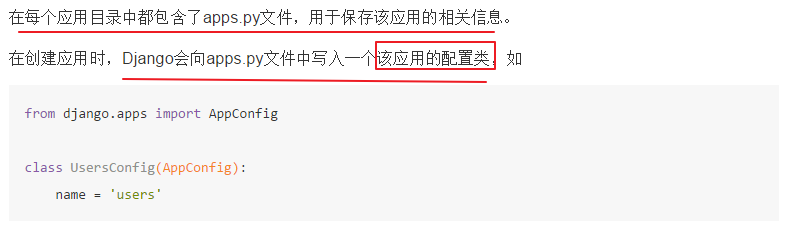 在每个应用目录中都包含了apps.py文件，用于保存该应用的相关信息。
在创建应用时，Django会向apps.py文件中写入一个该应用的配置类，如
from django.apps import AppConfig
class UsersConfig(AppConfig):
    name = 'users'